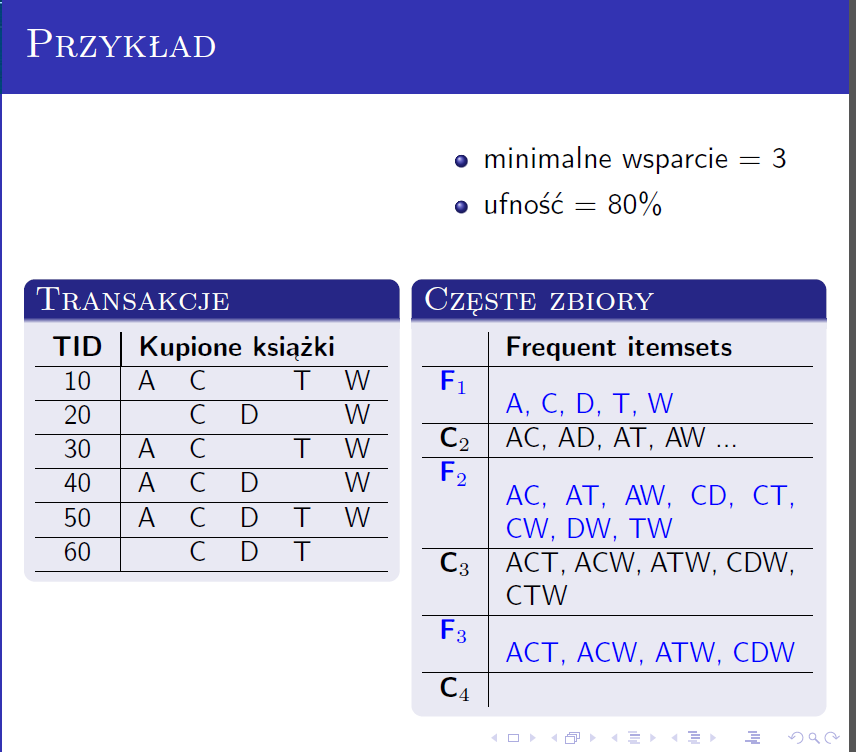 Przykład
minimalne wsparcie = 3
ufność = 80%
Transakcje
TID Kupione książki
10 A C T W
20 C D W
30 A C T W
40 A C D W
50 A C D T W
60 C D T
Częste zbiory
Frequent itemsets
F₁
A, C, D, T, W
C₂ AC, AD, AT, AW ...
F₂
AC, AT, AW, CD, CT,
CW, DW, TW
C₃ ACT, ACW, ATW, CDW,
CTW
F₃
ACT, ACW, ATW, CDW
C₄